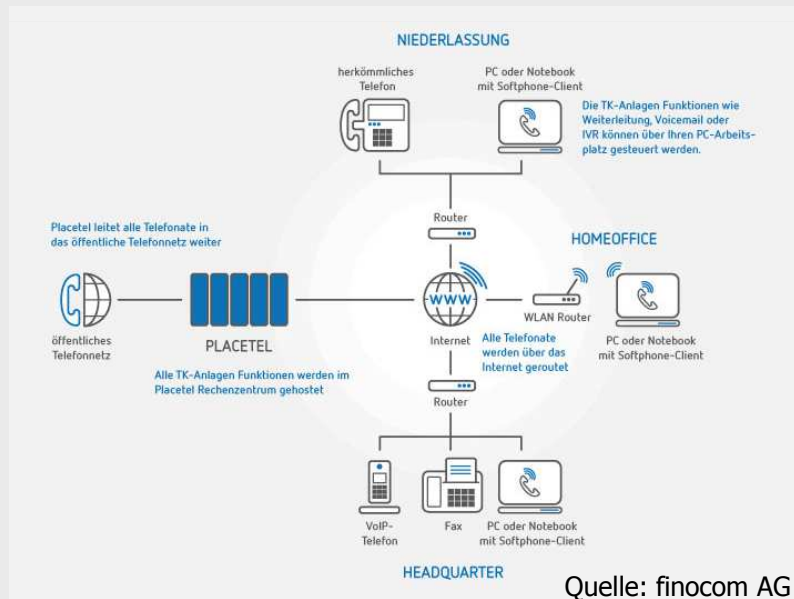 NIEDERLASSUNG
herkömmliches
Telefon
PC oder Notebook
mit Softphone-Client
Die TK-Anlagen Funktionen wie
Weiterleitung, Voicemail oder
IVR können über Ihren PC-Arbeits-
platz gesteuert werden.
Router
Placetel leitet alle Telefonate in
das öffentliche Telefonnetz weiter
HOMEOFFICE
WWW
öffentliches
Telefonnetz
PLACETEL
Internet
WLAN Router
PC oder Notebook
mit Softphone-Client
Alle Telefonate
werden über das
Internet geroutet
Alle TK-Anlagen Funktionen werden im
Placetel Rechenzentrum gehostet
Router
VoIP-
Telefon
Fax
PC oder Notebook
mit Softphone-Client
HEADQUARTER
Quelle: finocom AG